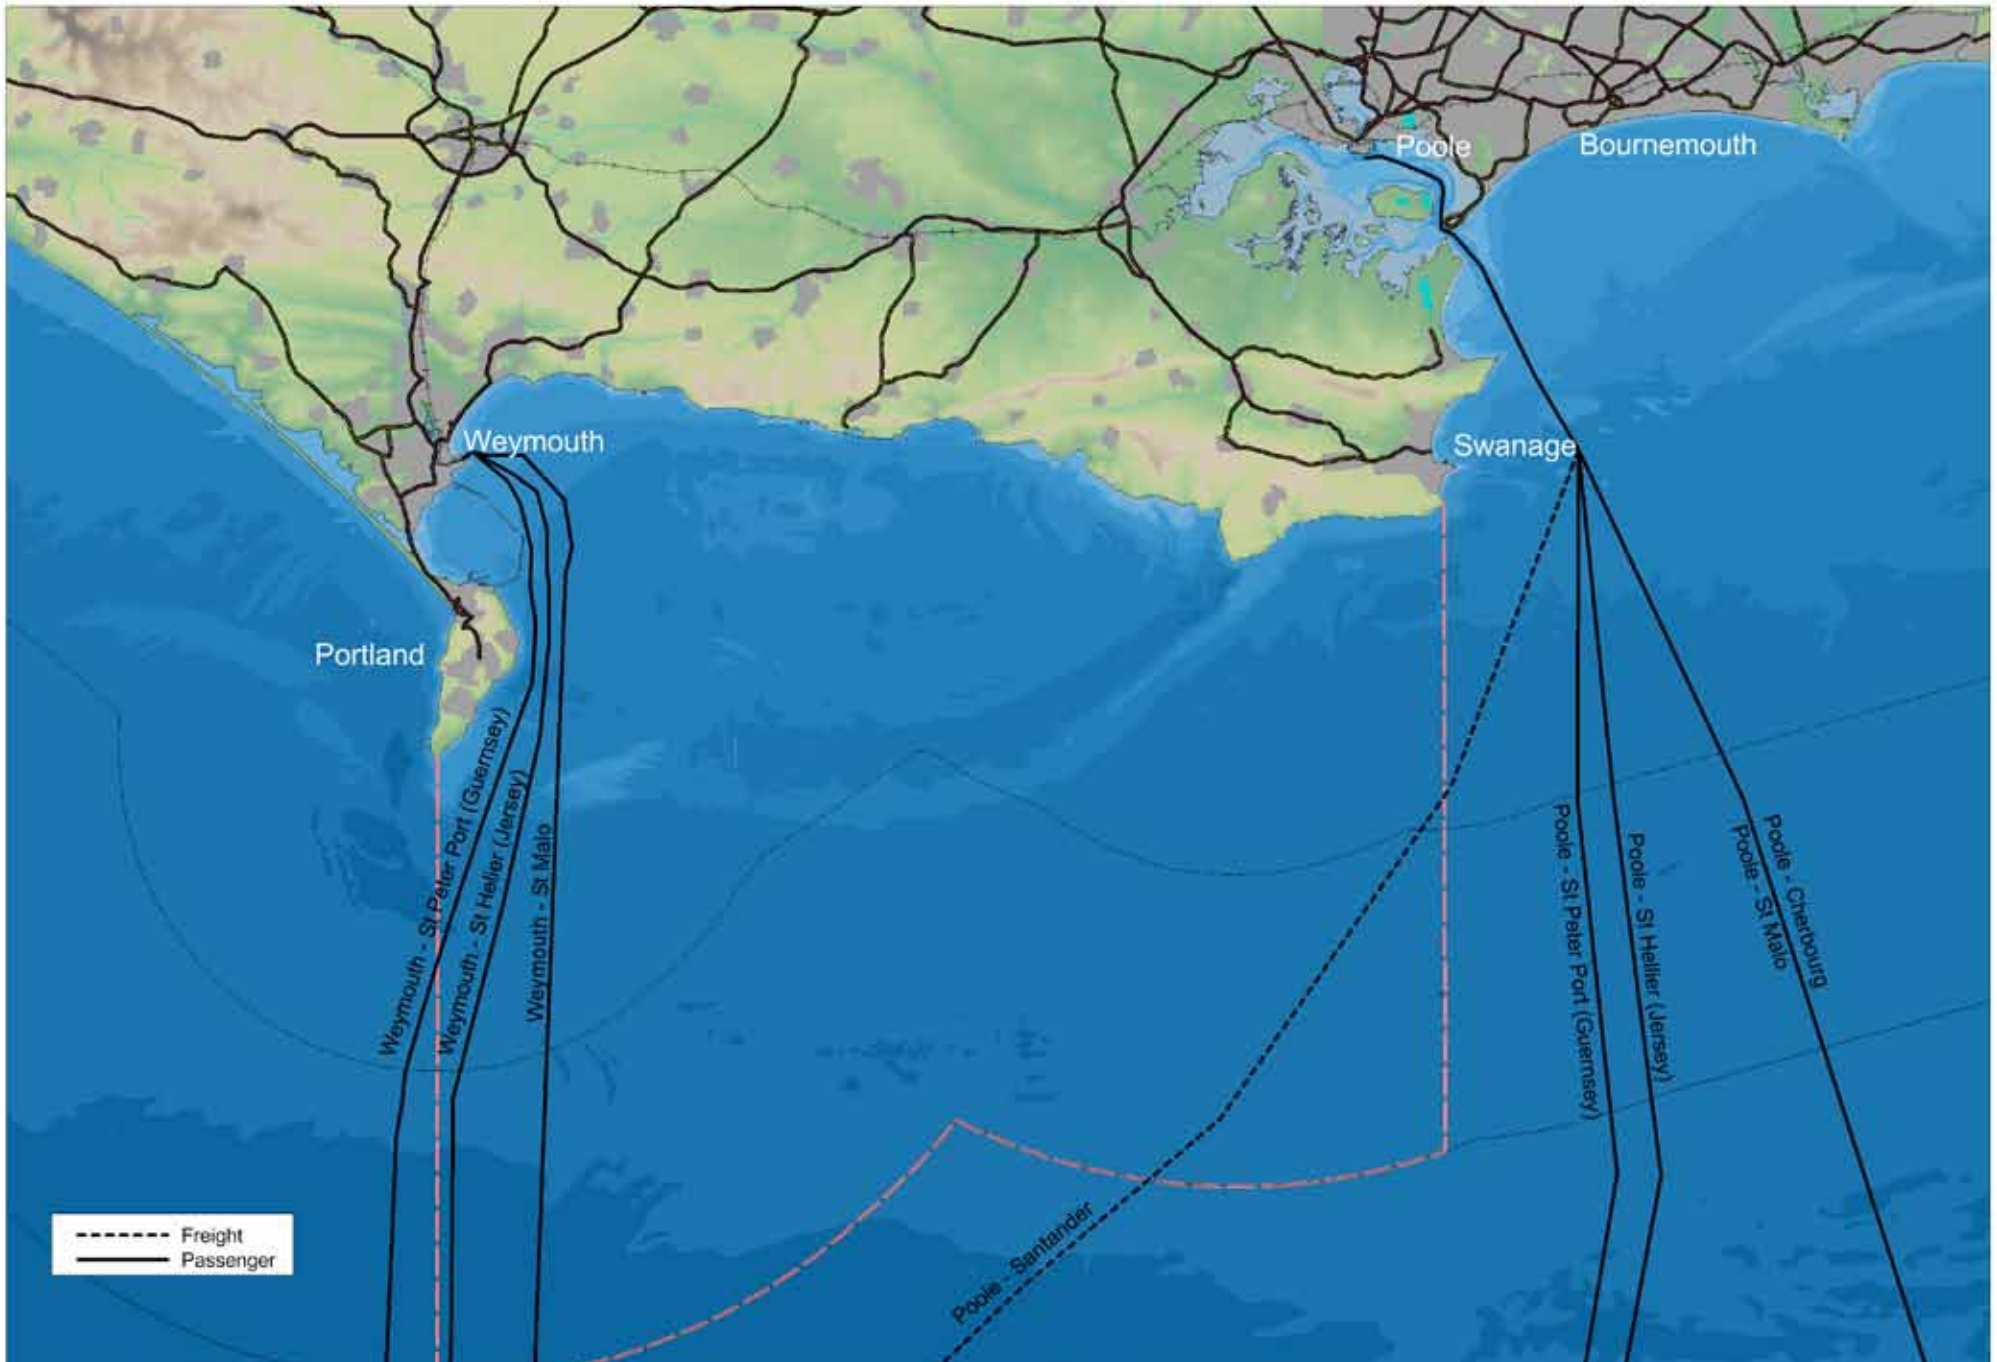 Poole
Bournemouth
Weymouth
Swanage
Portland
Weymouth - St Peter Port (Guernsey)
Weymouth - St Helier (Jersey)
Weymouth - St Malo
Poole - St Peter Port (Guernsey)
Poole - St Hellier (Jersey)
Poole - Cherbourg
Poole - St Malo
Poole - Santander
Freight
Passenger